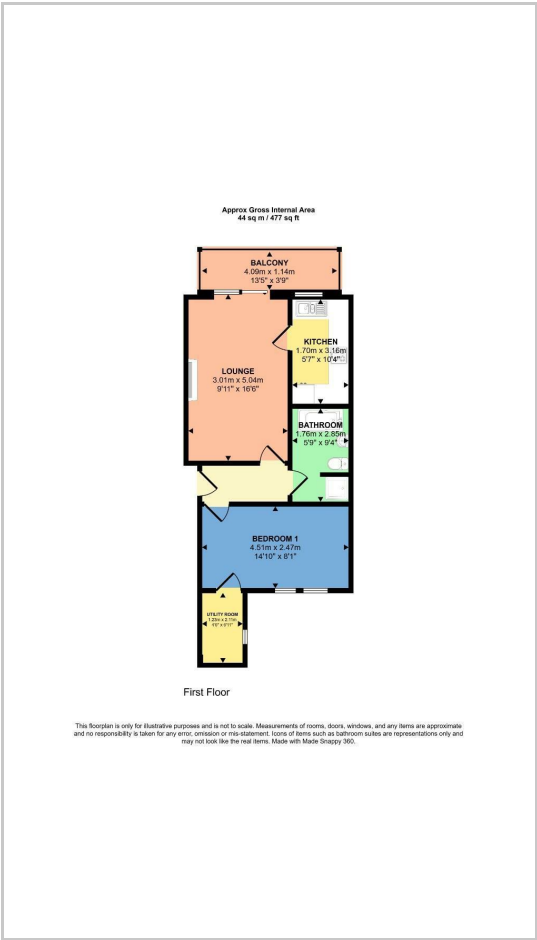 Approx Gross Internal Area
44 sq m / 477 sq ft
BALCONY
4.09m x 1.14m
13'5" x 3'9"
KITCHEN
1.70m x 3.16m
5'7" x 10'4"
LOUNGE
3.01m x 5.04m
9'11" x 16'6"
BATHROOM
1.76m x 2.85m
5'9" x 9'4"
BEDROOM 1
4.51m x 2.47m
14'10" x 8'1"
UTILITY ROOM
1.25m x 2.11m
First Floor
This floorplan is only for illustrative purposes and is not to scale. Measurements of rooms, doors, windows, and any items are approximate
and no responsibility is taken for any error, omission or mis-statement. Icons of items such as bathroom suites are representations only and
may not look like the real items. Made with Made Snappy 360.